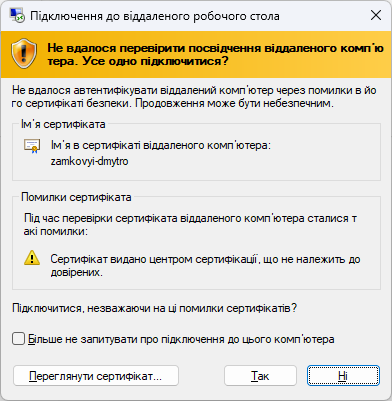 Підключення до віддаленого робочого стола
Не вдалося перевірити посвідчення віддаленого комп'ю
тера. Усе одно підключитися?
Не вдалося автентифікувати віддалений комп'ютер через помилки в йо
го сертифікаті безпеки. Продовження може бути небезпечним.
Ім'я сертифіката
Ім'я в сертифікаті віддаленого комп'ютера:
zamkovyi-dmytro
Помилки сертифіката
Під час перевірки сертифіката віддаленого комп'ютера сталися т
акі помилки:
Сертифікат видано центром сертифікації, що не належить до
довірених.
Підключитися, незважаючи на ці помилки сертифікатів?
Більше не запитувати про підключення до цього комп'ютера
Переглянути сертифікат...
Так
Ні